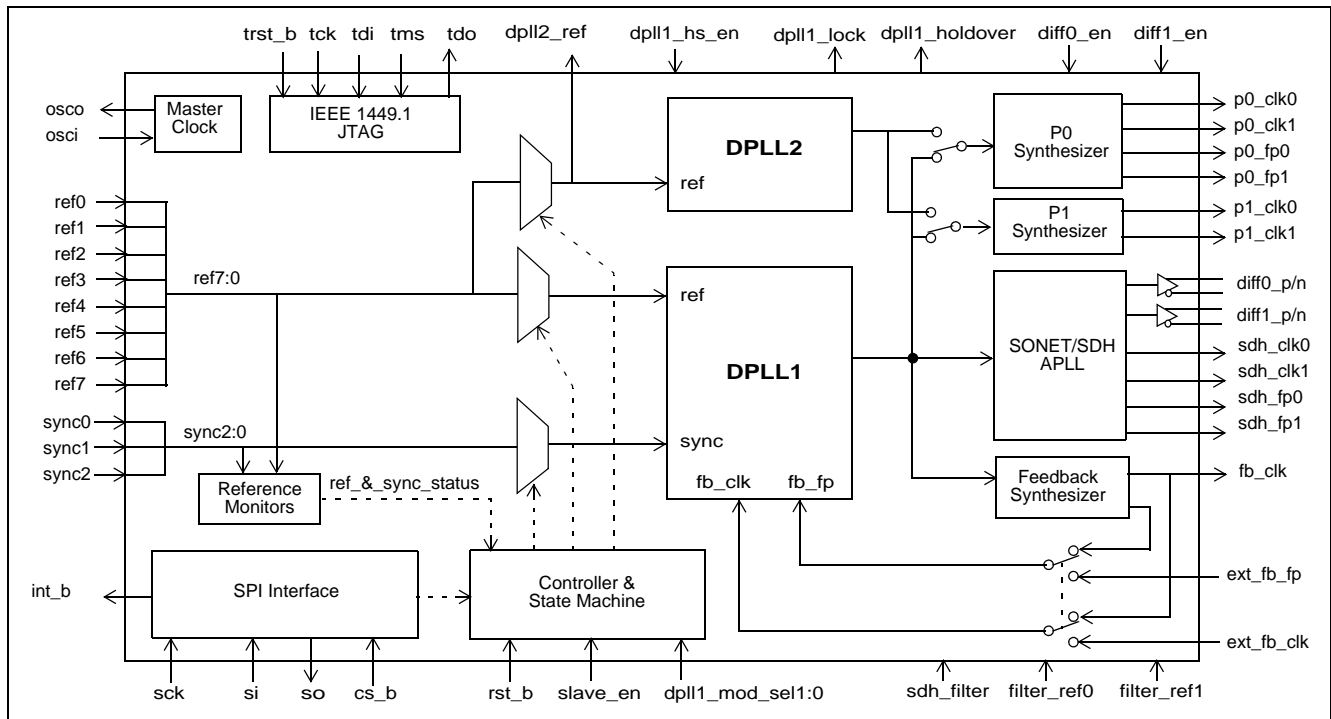 trst_b tck tdi tms tdo dpll2_ref dpll1_hs_en dpll1_lock dpll1_holdover diff0_en diff1_en
osco
osci
Master
Clock
IEEE 1449.1
JTAG
DPLL2
ref
P0
Synthesizer
p0_clk0
p0_clk1
p0_fp0
p0_fp1
P1
Synthesizer
p1_clk0
p1_clk1
ref0
ref1
ref2
ref3
ref4
ref5
ref6
ref7
ref7:0
ref
DPLL1
sync
fb_clk fb_fp
SONET/SDH
APLL
diff0_p/n
diff1_p/n
sdh_clk0
sdh_clk1
sdh_fp0
sdh_fp1
sync0
sync1
sync2
sync2:0
Reference
Monitors
ref_&_sync_status
Feedback
Synthesizer
fb_clk
int_b
SPI Interface
Controller &
State Machine
ext_fb_fp
ext_fb_clk
sck si so cs_b rst_b slave_en dpll1_mod_sel1:0 sdh_filter filter_ref0 filter_ref1